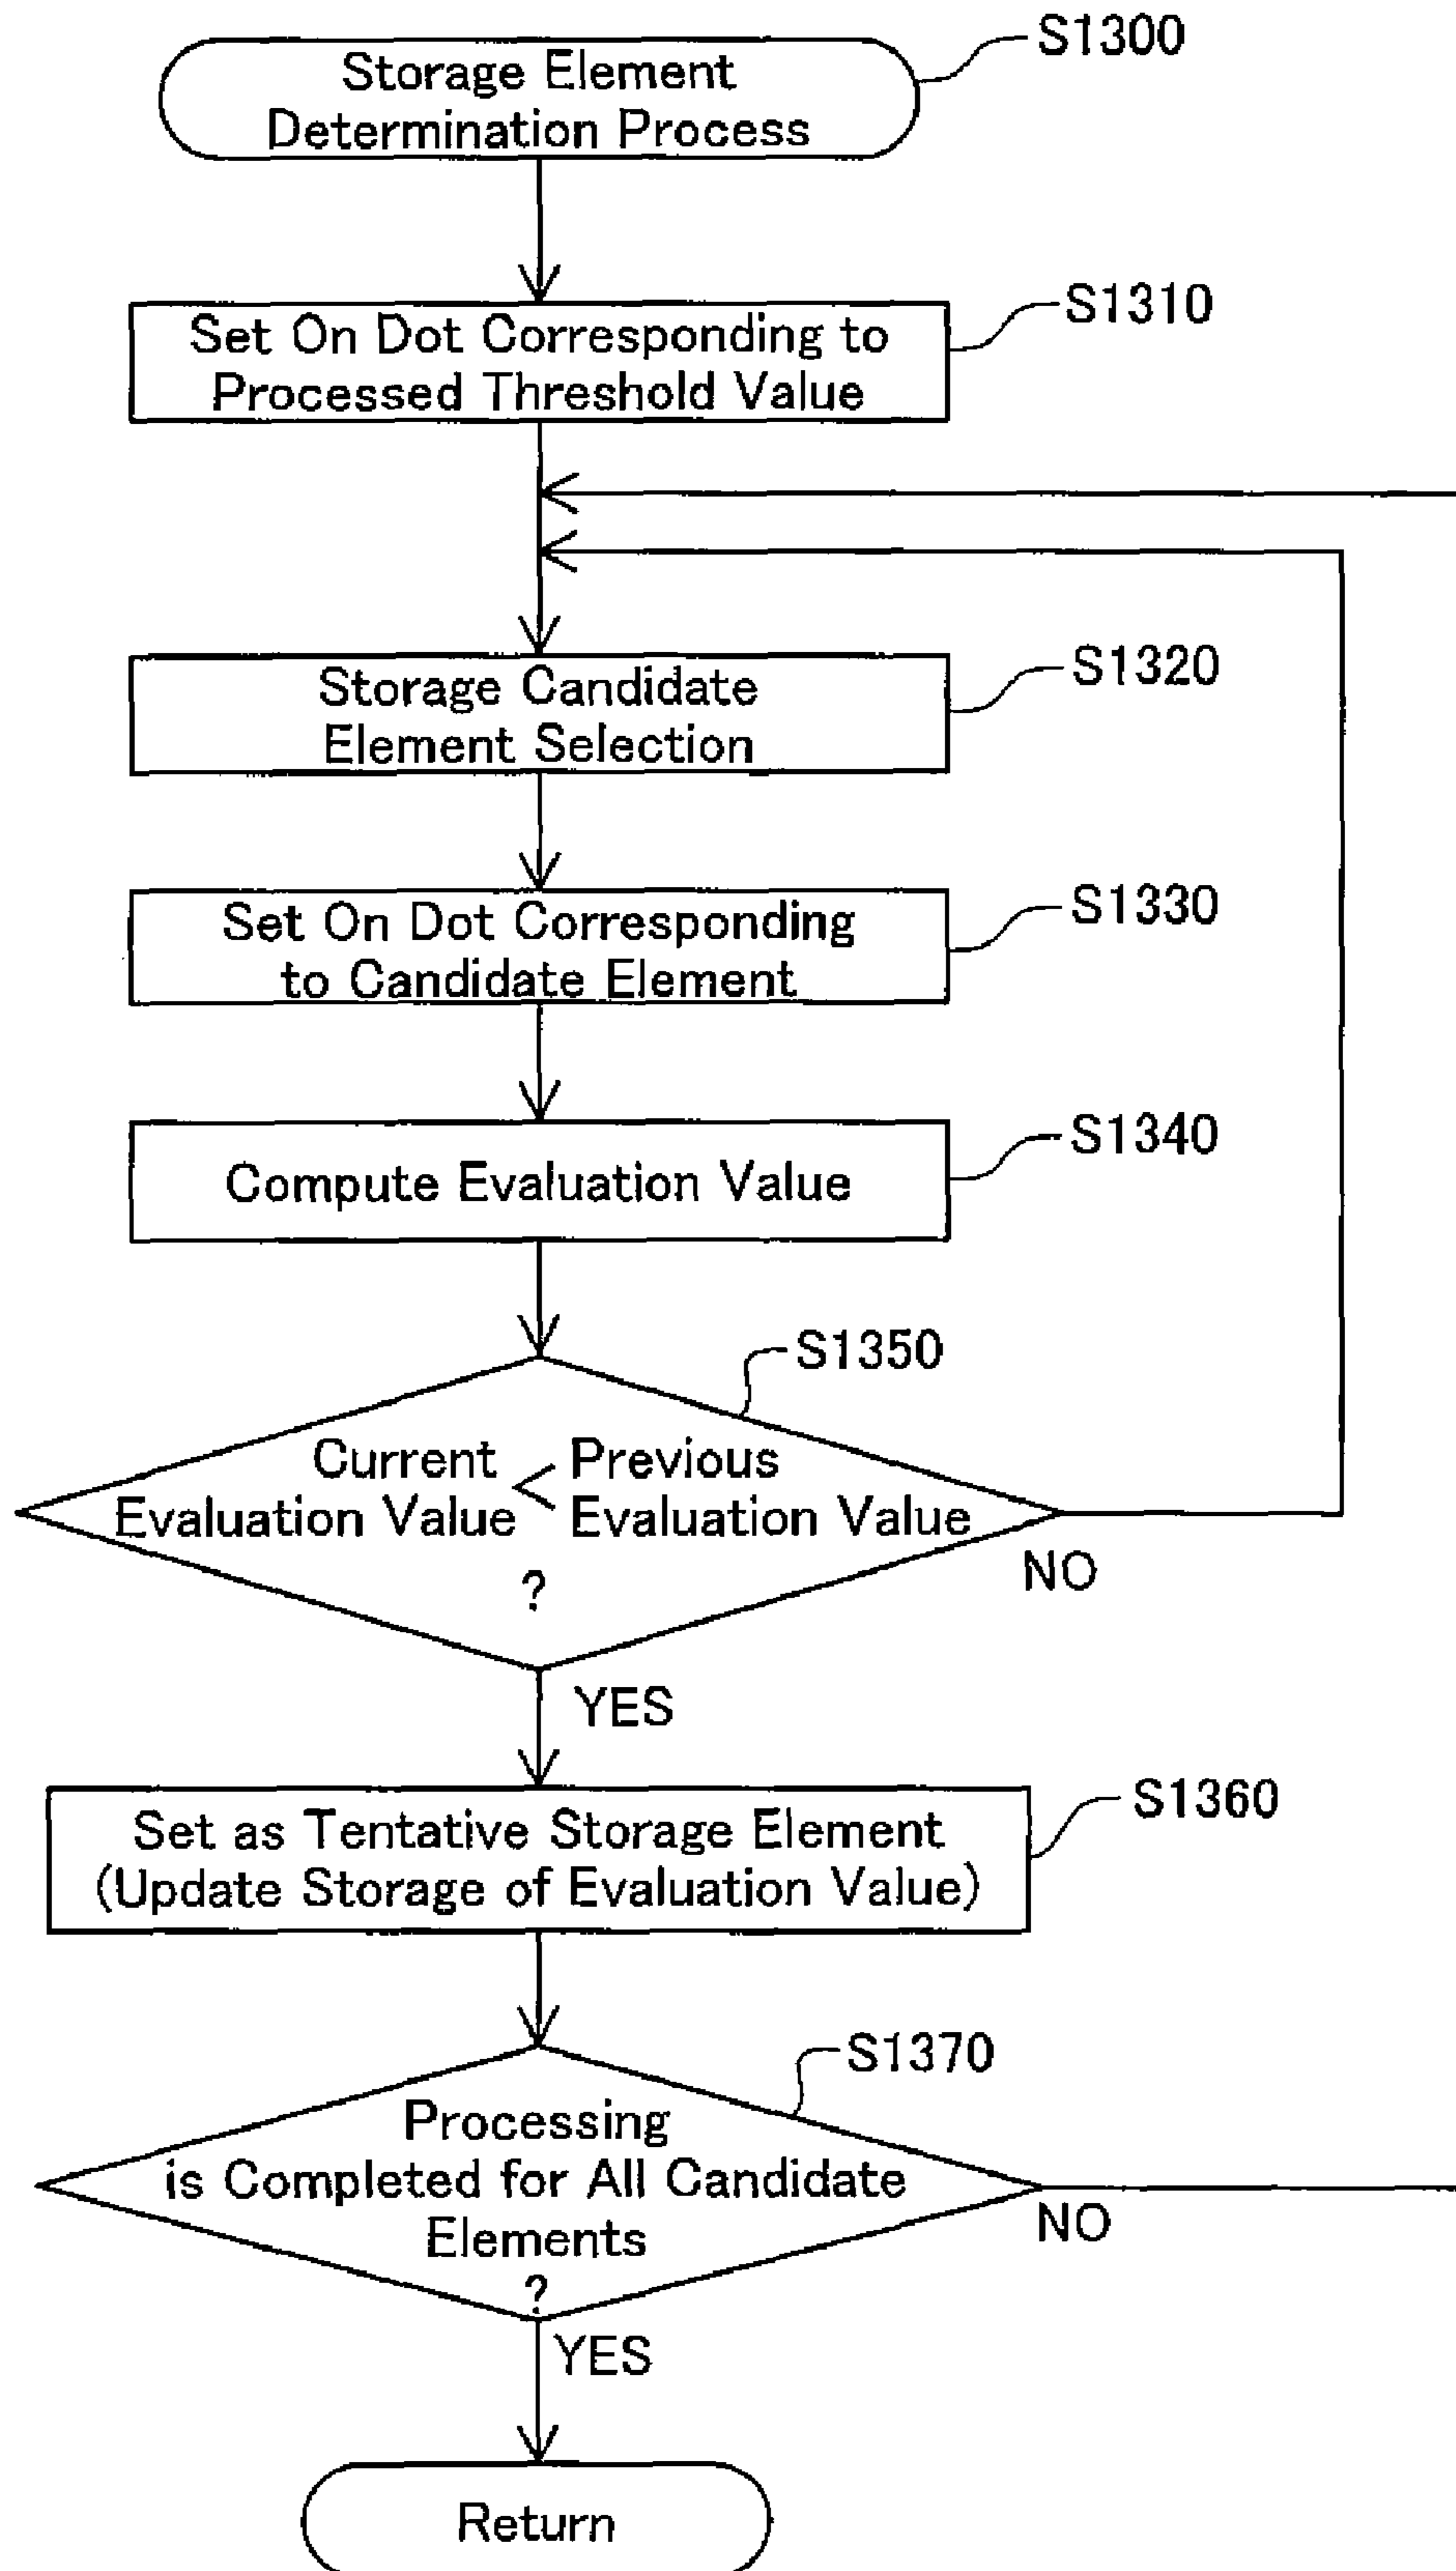 S1300
Storage Element
Determination Process
S1310
Set On Dot Corresponding to
Processed Threshold Value
S1320
Storage Candidate
Element Selection
S1330
Set On Dot Corresponding
to Candidate Element
S1340
Compute Evaluation Value
S1350
Current < Previous
Evaluation Value Evaluation Value
?
NO
YES
S1360
Set as Tentative Storage Element
(Update Storage of Evaluation Value)
S1370
Processing
is Completed for All Candidate
Elements
?
NO
YES
Return